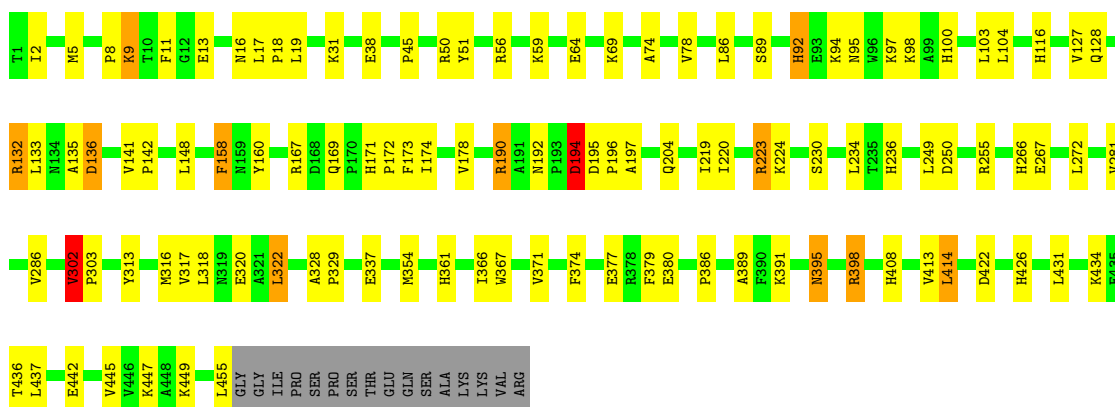 T1 I2 M5 P8 K9 T10 F11 G12 E13 N16 L17 P18 L19 K31 E38 P45 R50 Y51 R56 K59 E64 K69 A74 V78 L86 S89 H92 E93 K94 N95 W96 K97 K98 A99 H100 L103 L104 H116 V127 Q128
R132 L133 N134 A135 D136 V141 P142 L148 F158 N159 Y160 R167 D168 Q169 P170 H171 P172 F173 I174 V178 R190 A191 N192 P193 D194 D195 P196 A197 Q204 I219 I220 R223 K224 S230 L234 T235 H236 L249 D250 R255 H266 E267 L272 V281
V286 V302 P303 Y313 M316 V317 L318 N319 E320 A321 L322 A328 P329 E337 M354 H361 I366 W367 V371 F374 E377 R378 F379 E380 P386 A389 F390 K391 N395 R398 H408 V413 L414 D422 H426 L431 K434 E435
T436 L437 E442 V445 V446 K447 A448 K449 L455 GLY GLY ILE PRO SER PRO SER THR GLU GLN SER ALA LYS LYS VAL ARG